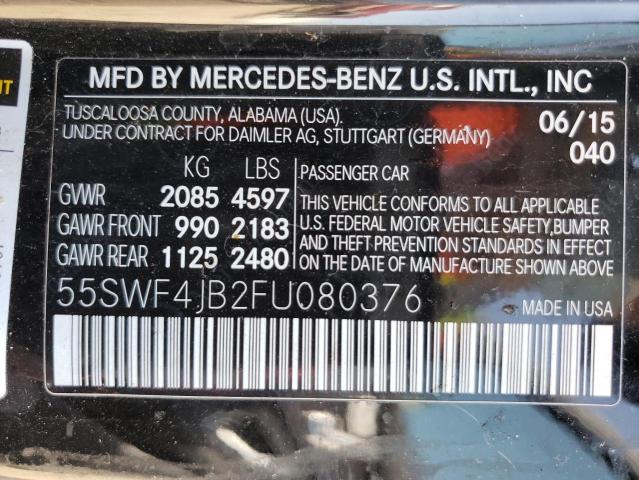 MFD BY MERCEDES-BENZ U.S. INTL., INC
TUSCALOOSA COUNTY, ALABAMA (USA). 06/15
UNDER CONTRACT FOR DAIMLER AG, STUTTGART (GERMANY) 040
KG LBS PASSENGER CAR
GVWR 2085 4597
GAWR FRONT 990 2183
GAWR REAR 1125 2480
THIS VEHICLE CONFORMS TO ALL APPLICABLE
U.S. FEDERAL MOTOR VEHICLE SAFETY,BUMPER
AND THEFT PREVENTION STANDARDS IN EFFECT
ON THE DATE OF MANUFACTURE SHOWN ABOVE
55SWF4JB2FU080376 MADE IN USA